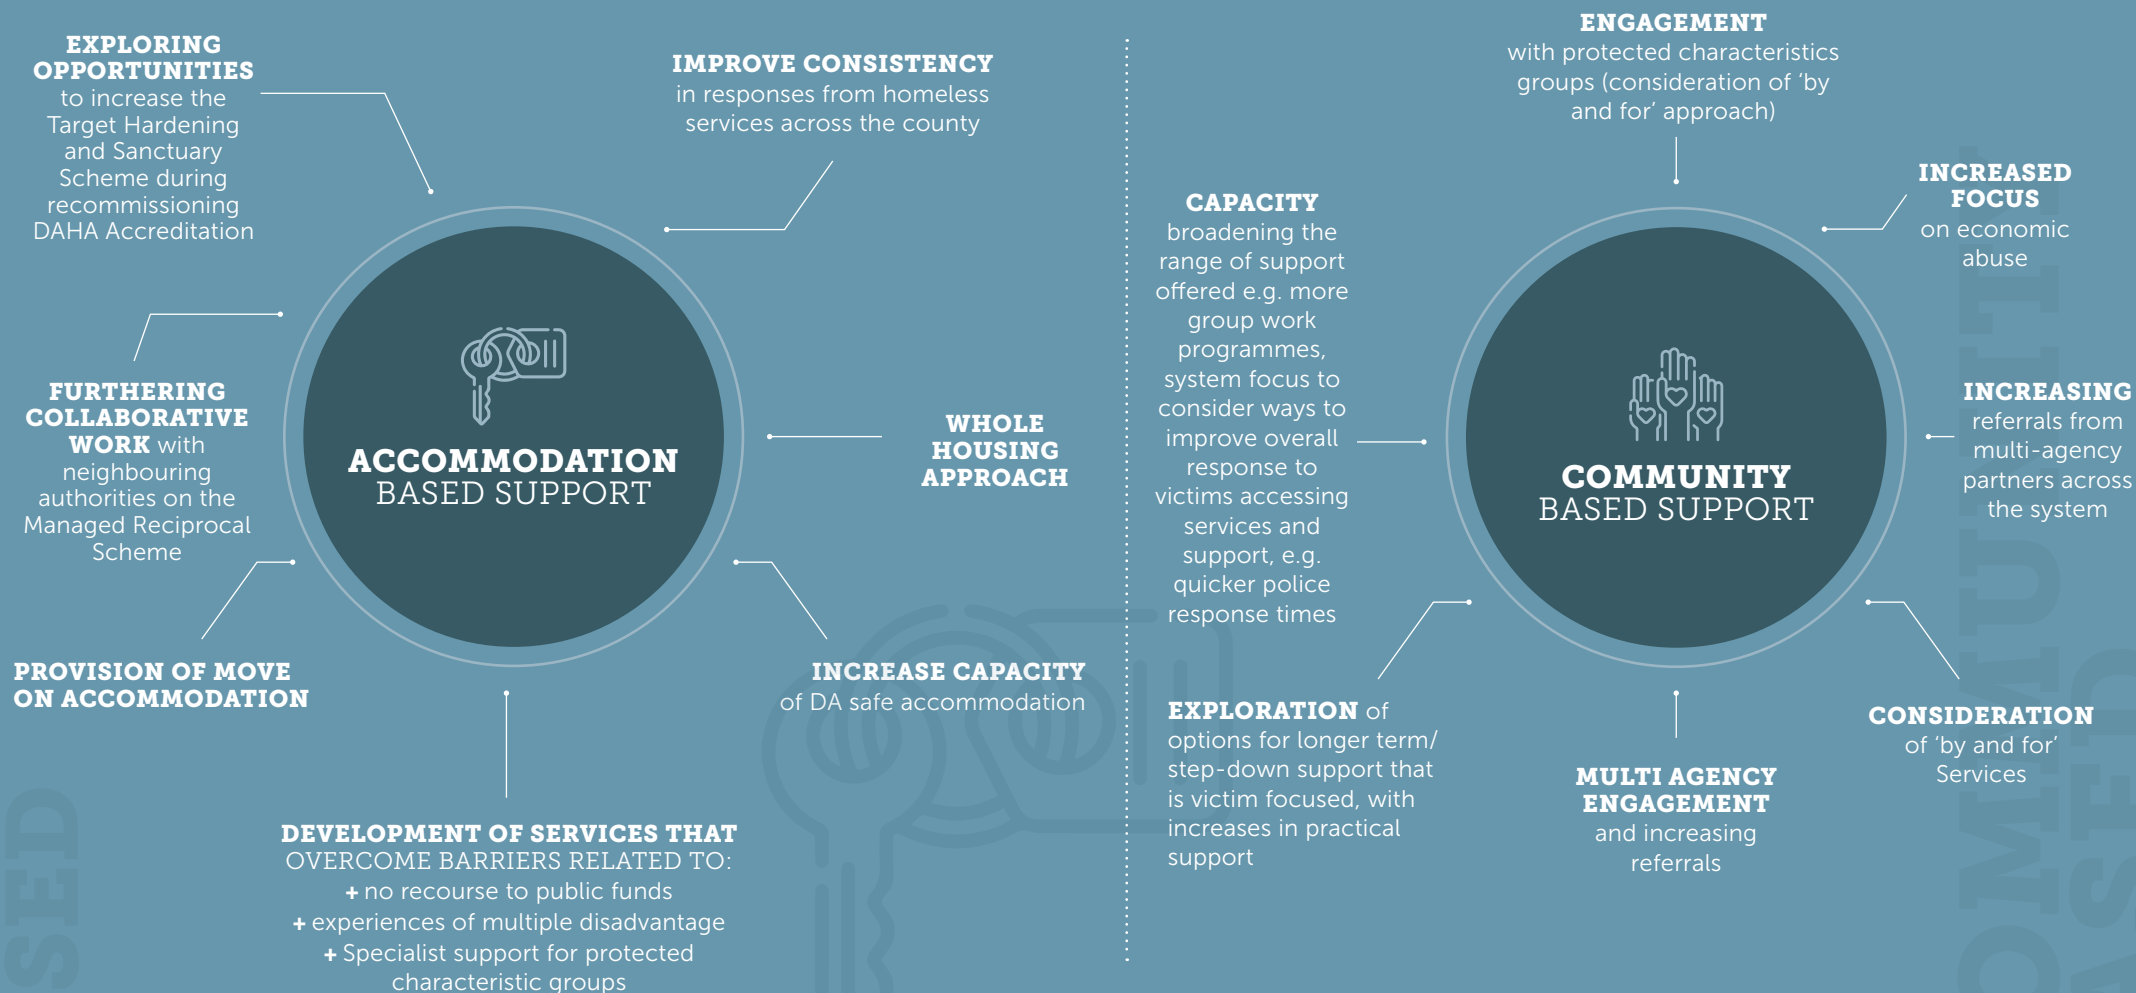 EXPLORING
OPPORTUNITIES
to increase the
Target Hardening
and Sanctuary
Scheme during
recommissioning
DAHA Accreditation
IMPROVE CONSISTENCY
in responses from homeless
services across the county
FURTHERING
COLLABORATIVE
WORK with
neighbouring
authorities on the
Managed Reciprocal
Scheme
ACCOMMODATION
BASED SUPPORT
WHOLE
HOUSING
APPROACH
PROVISION OF MOVE
ON ACCOMMODATION
INCREASE CAPACITY
of DA safe accommodation
DEVELOPMENT OF SERVICES THAT
OVERCOME BARRIERS RELATED TO:
+ no recourse to public funds
+ experiences of multiple disadvantage
+ Specialist support for protected
characteristic groups
SED
ENGAGEMENT
with protected characteristics
groups (consideration of ‘by
and for’ approach)
CAPACITY
broadening the
range of support
offered e.g. more
group work
programmes,
system focus to
consider ways to
improve overall
response to
victims accessing
services and
support, e.g.
quicker police
response times
INCREASED
FOCUS
on economic
abuse
COMMUNITY
BASED SUPPORT
INCREASING
referrals from
multi-agency
partners across
the system
EXPLORATION of
options for longer term/
step-down support that
is victim focused, with
increases in practical
support
MULTI AGENCY
ENGAGEMENT
and increasing
referrals
CONSIDERATION
of ‘by and for’
Services
OMMUNITY
ASED